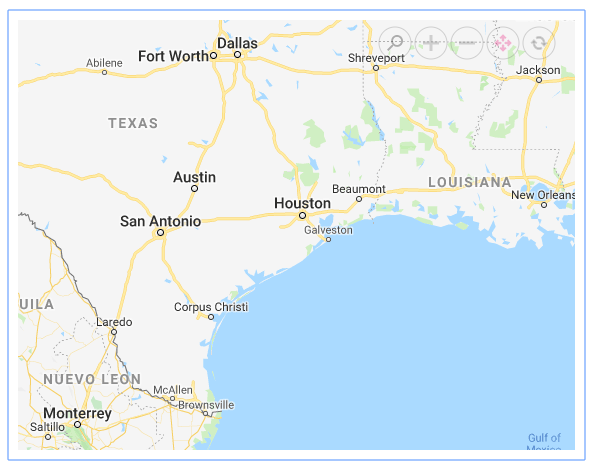 Dallas
Fort Worth
Abilene
Shreveport
Jackson
TEXAS
Austin
Beaumont
LOUISIANA
New Orleans
Houston
San Antonio
Galveston
Corpus Christi
UILA
Laredo
NUEVO LEON
McAllen
Brownsville
Monterrey
Saltillo
Gulf of
Mexico